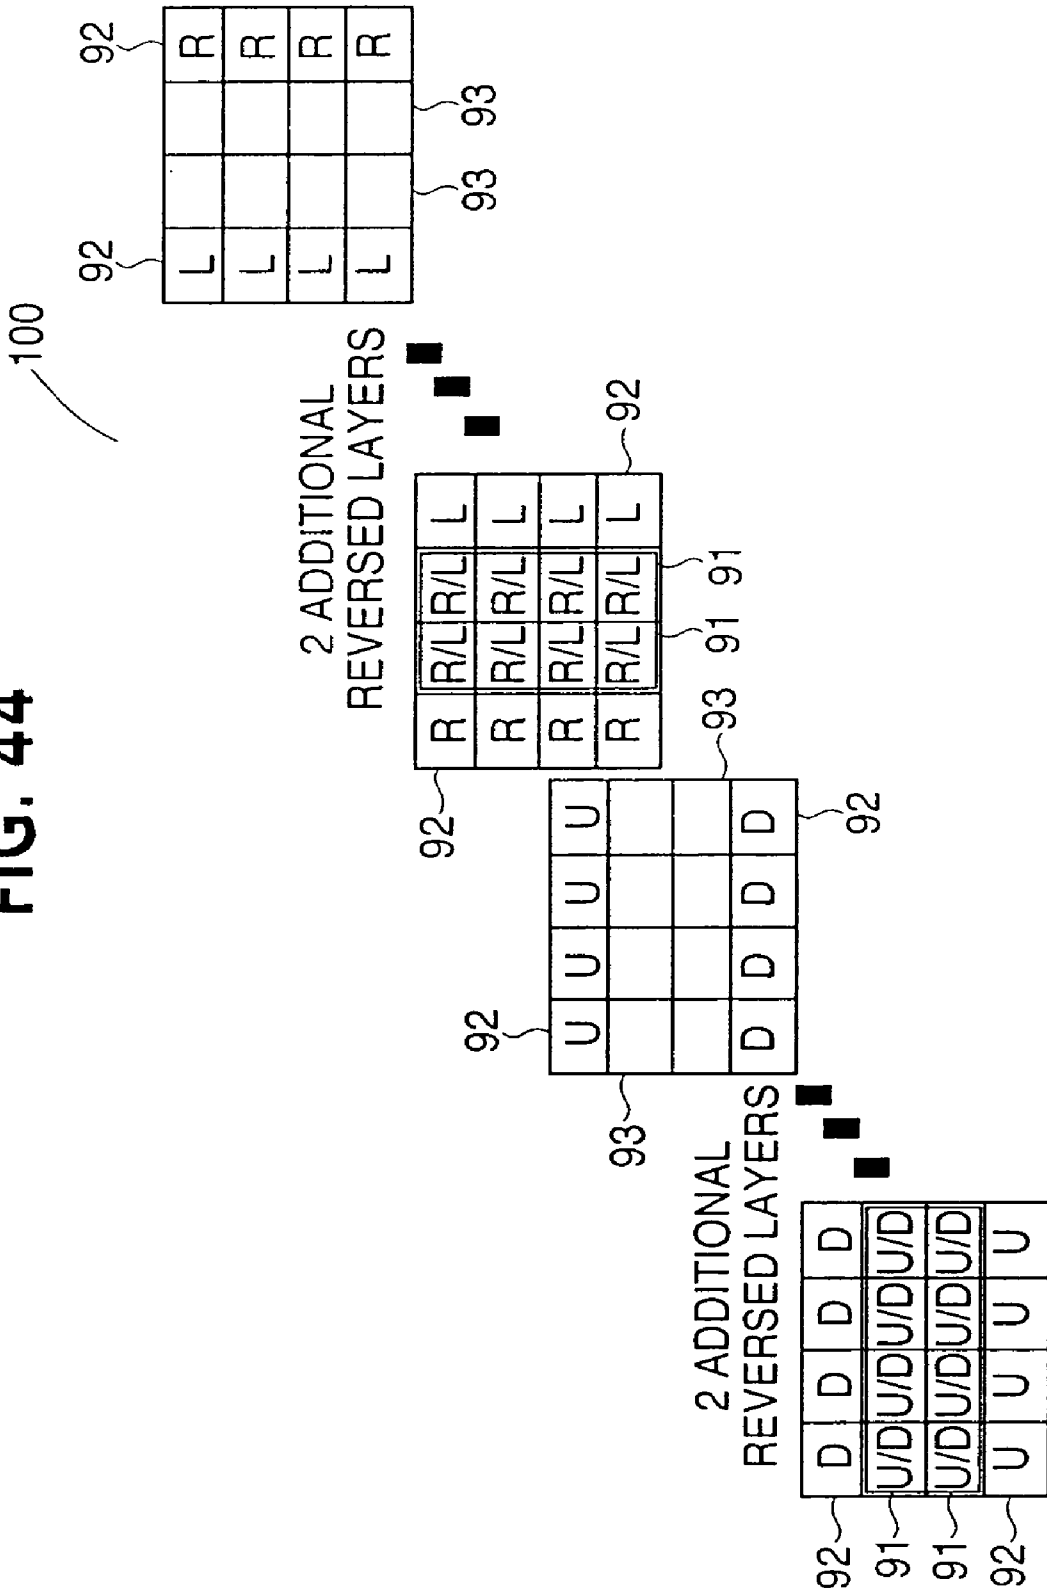 FIG. 44
100
92 92
L R
L R
L R
L R
93 93
2 ADDITIONAL
REVERSED LAYERS
92
R R/L R/L L
R R/L R/L L
R R/L R/L L
R R/L R/L L
91 91 92
92
U U U U
93 93
D D D D
92
2 ADDITIONAL
REVERSED LAYERS
92 D D D D
91 U/D U/D U/D U/D
91 U/D U/D U/D U/D
92 U U U U